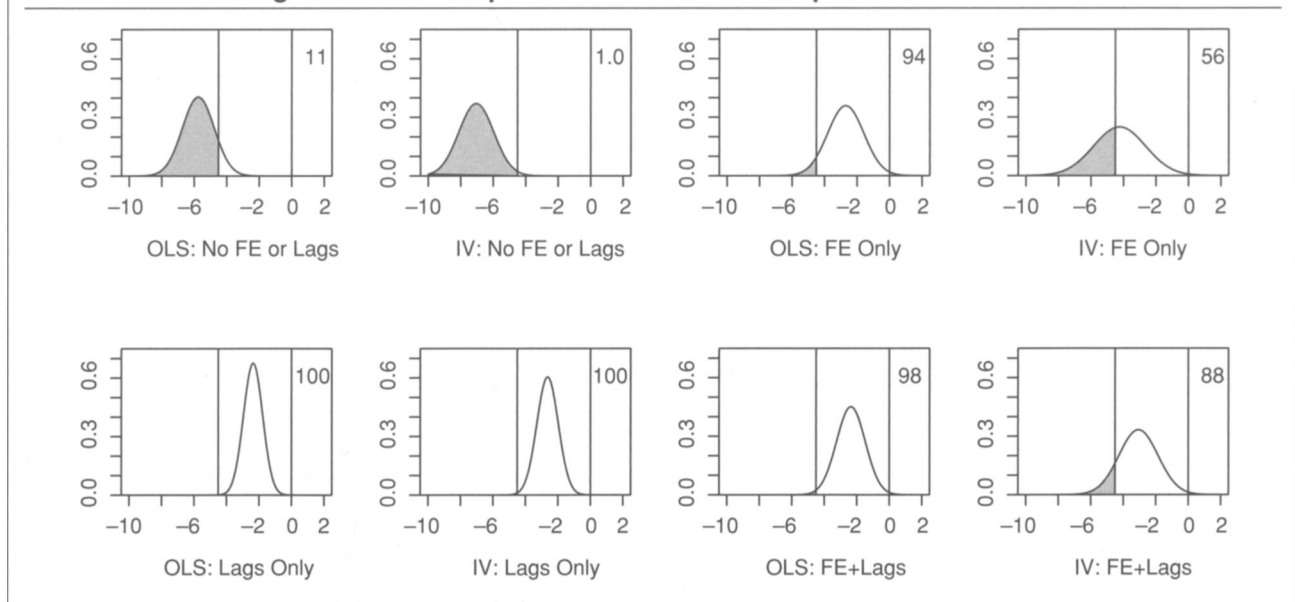 0.0 0.3 0.6 11 0.0 0.3 0.6 1.0 0.0 0.3 0.6 94 0.0 0.3 0.6 56
−10 −6 −2 0 2 −10 −6 −2 0 2 −10 −6 −2 0 2 −10 −6 −2 0 2
OLS: No FE or Lags IV: No FE or Lags OLS: FE Only IV: FE Only
0.0 0.3 0.6 100 0.0 0.3 0.6 100 0.0 0.3 0.6 98 0.0 0.3 0.6 88
−10 −6 −2 0 2 −10 −6 −2 0 2 −10 −6 −2 0 2 −10 −6 −2 0 2
OLS: Lags Only IV: Lags Only OLS: FE+Lags IV: FE+Lags